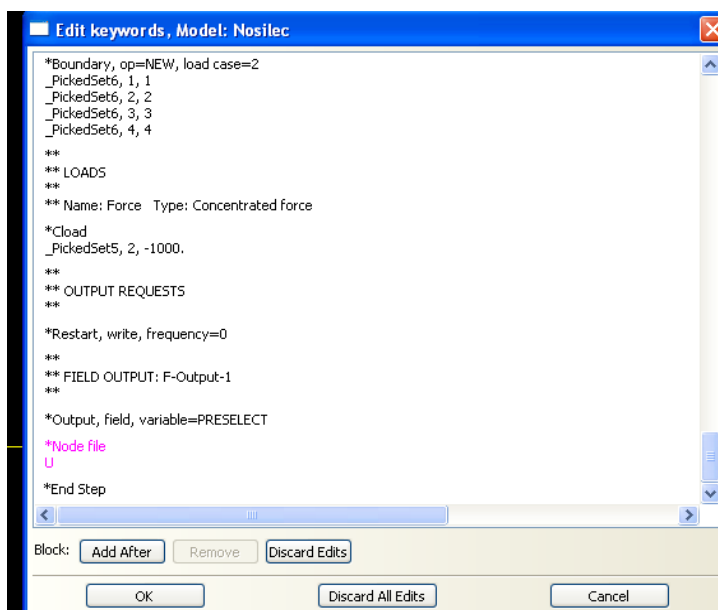 Edit keywords, Model: Nosilec
*Boundary, op=NEW, load case=2
_PickedSet6, 1, 1
_PickedSet6, 2, 2
_PickedSet6, 3, 3
_PickedSet6, 4, 4
**
** LOADS
**
** Name: Force   Type: Concentrated force
*Cload
_PickedSet5, 2, -1000.
**
** OUTPUT REQUESTS
**
*Restart, write, frequency=0
**
** FIELD OUTPUT: F-Output-1
**
*Output, field, variable=PRESELECT
*Node file
U
*End Step
Block: Add After Remove Discard Edits
OK Discard All Edits Cancel